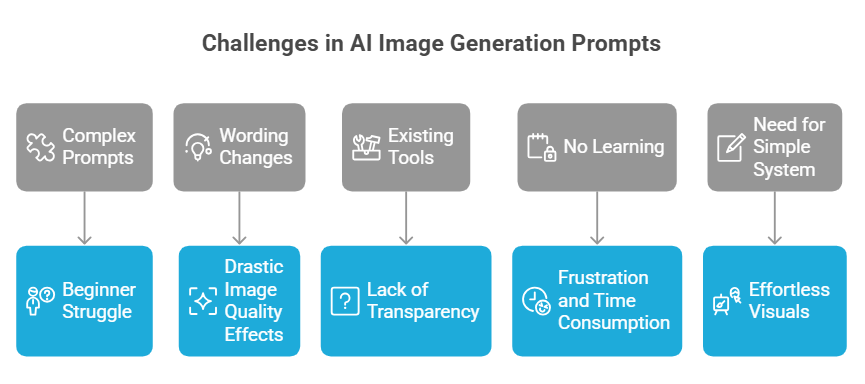 Challenges in AI Image Generation Prompts
Complex
Prompts
Wording
Changes
Existing
Tools
No Learning
Need for
Simple
System
Beginner
Struggle
Drastic
Image
Quality
Effects
?
Lack of
Transparency
Frustration
and Time
Consumption
Effortless
Visuals